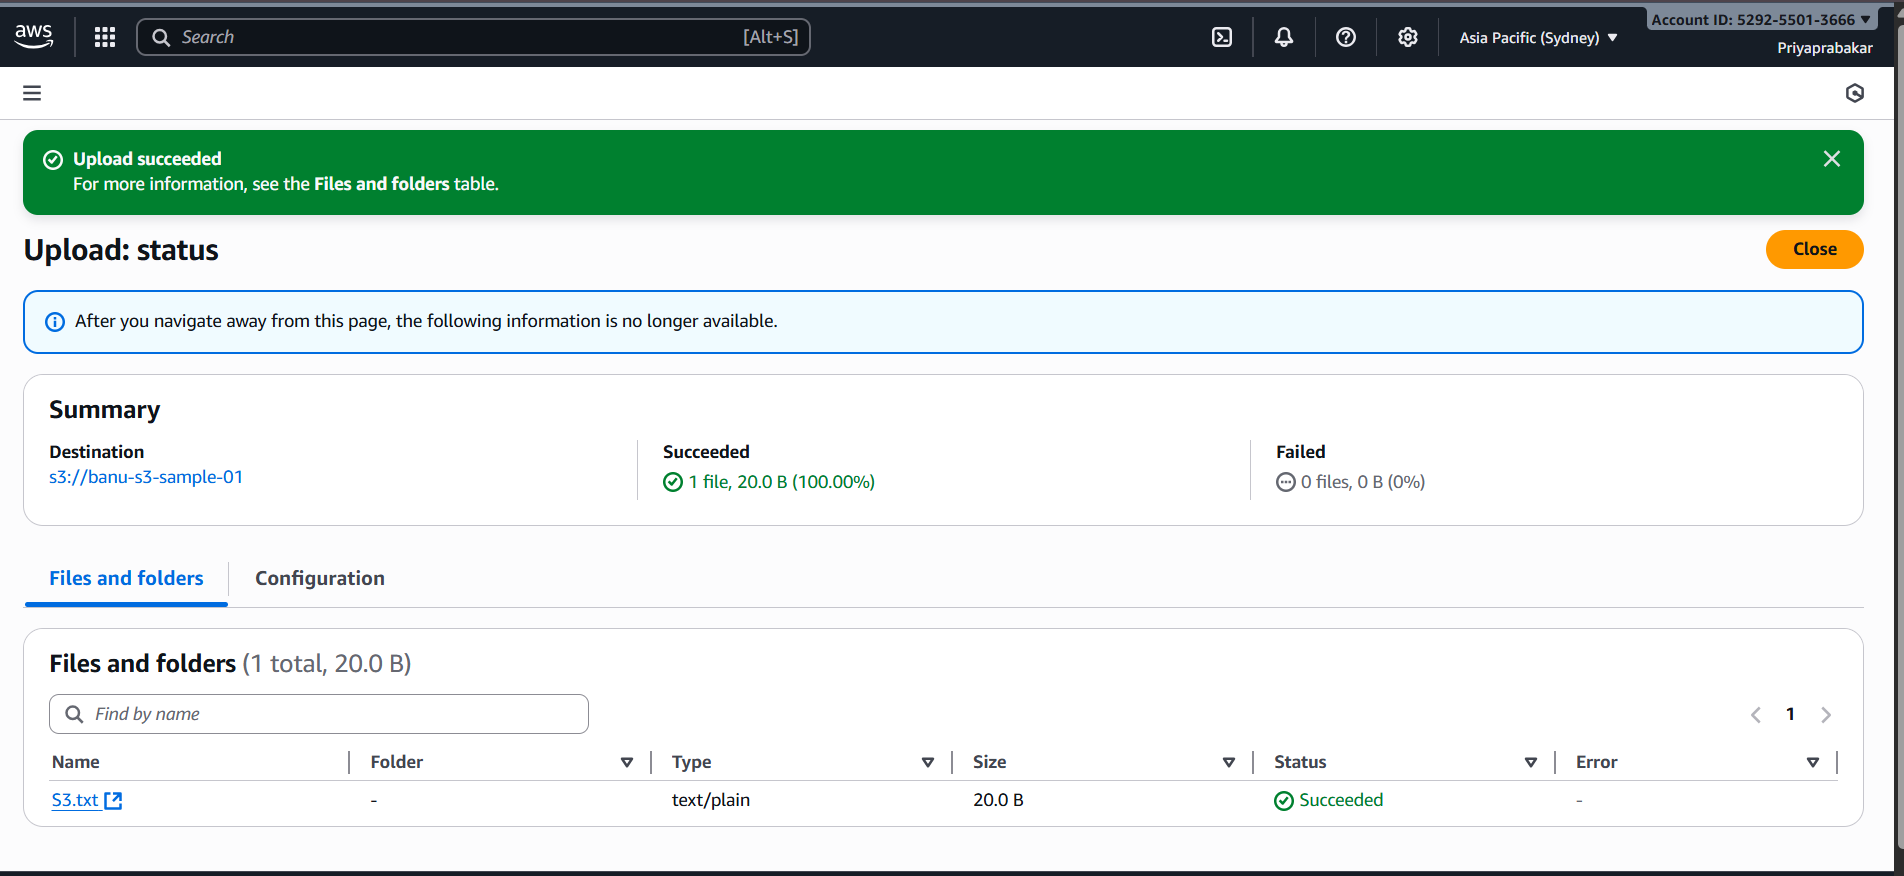 aws
Search [Alt+S]
Asia Pacific (Sydney)
Account ID: 5292-5501-3666
Priyaprabakar
Upload succeeded
For more information, see the Files and folders table.
Upload: status
Close
After you navigate away from this page, the following information is no longer available.
Summary
Destination
s3://banu-s3-sample-01
Succeeded
1 file, 20.0 B (100.00%)
Failed
0 files, 0 B (0%)
Files and folders
Configuration
Files and folders (1 total, 20.0 B)
Find by name
1
Name Folder Type Size Status Error
S3.txt - text/plain 20.0 B Succeeded -